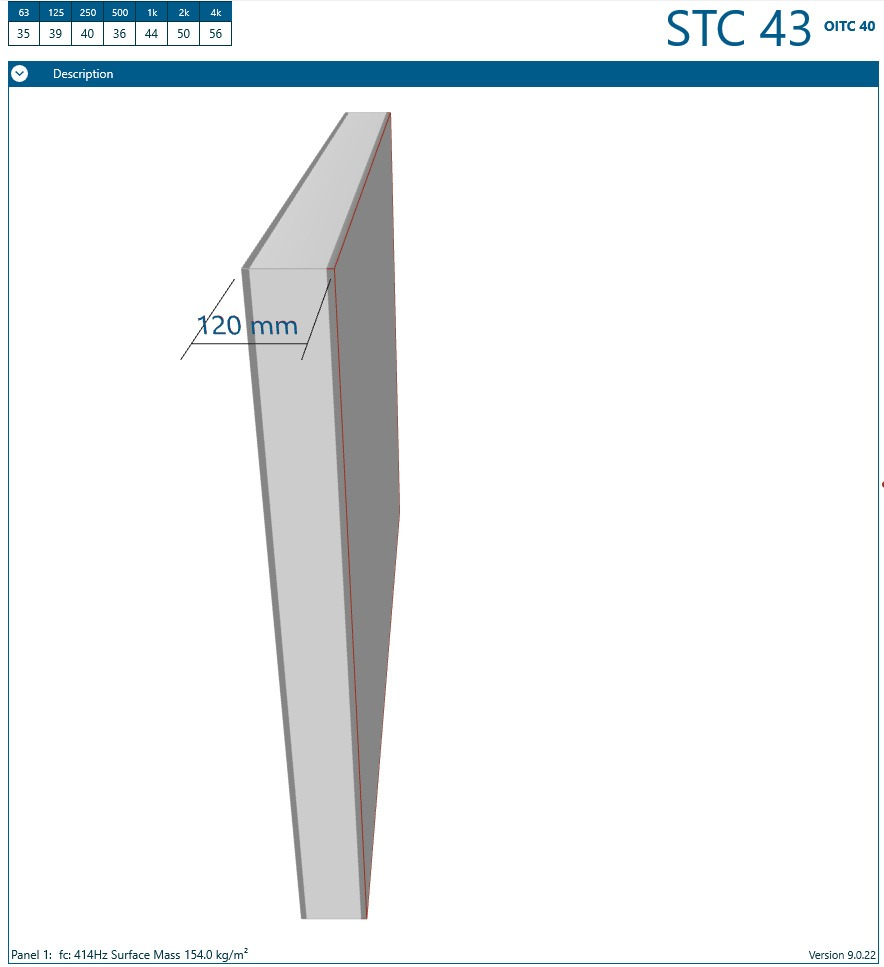 63 125 250 500 1k 2k 4k
35 39 40 36 44 50 56
STC 43 OITC 40
Description
120 mm
Panel 1: fc: 414Hz Surface Mass 154.0 kg/m²
Version 9.0.22